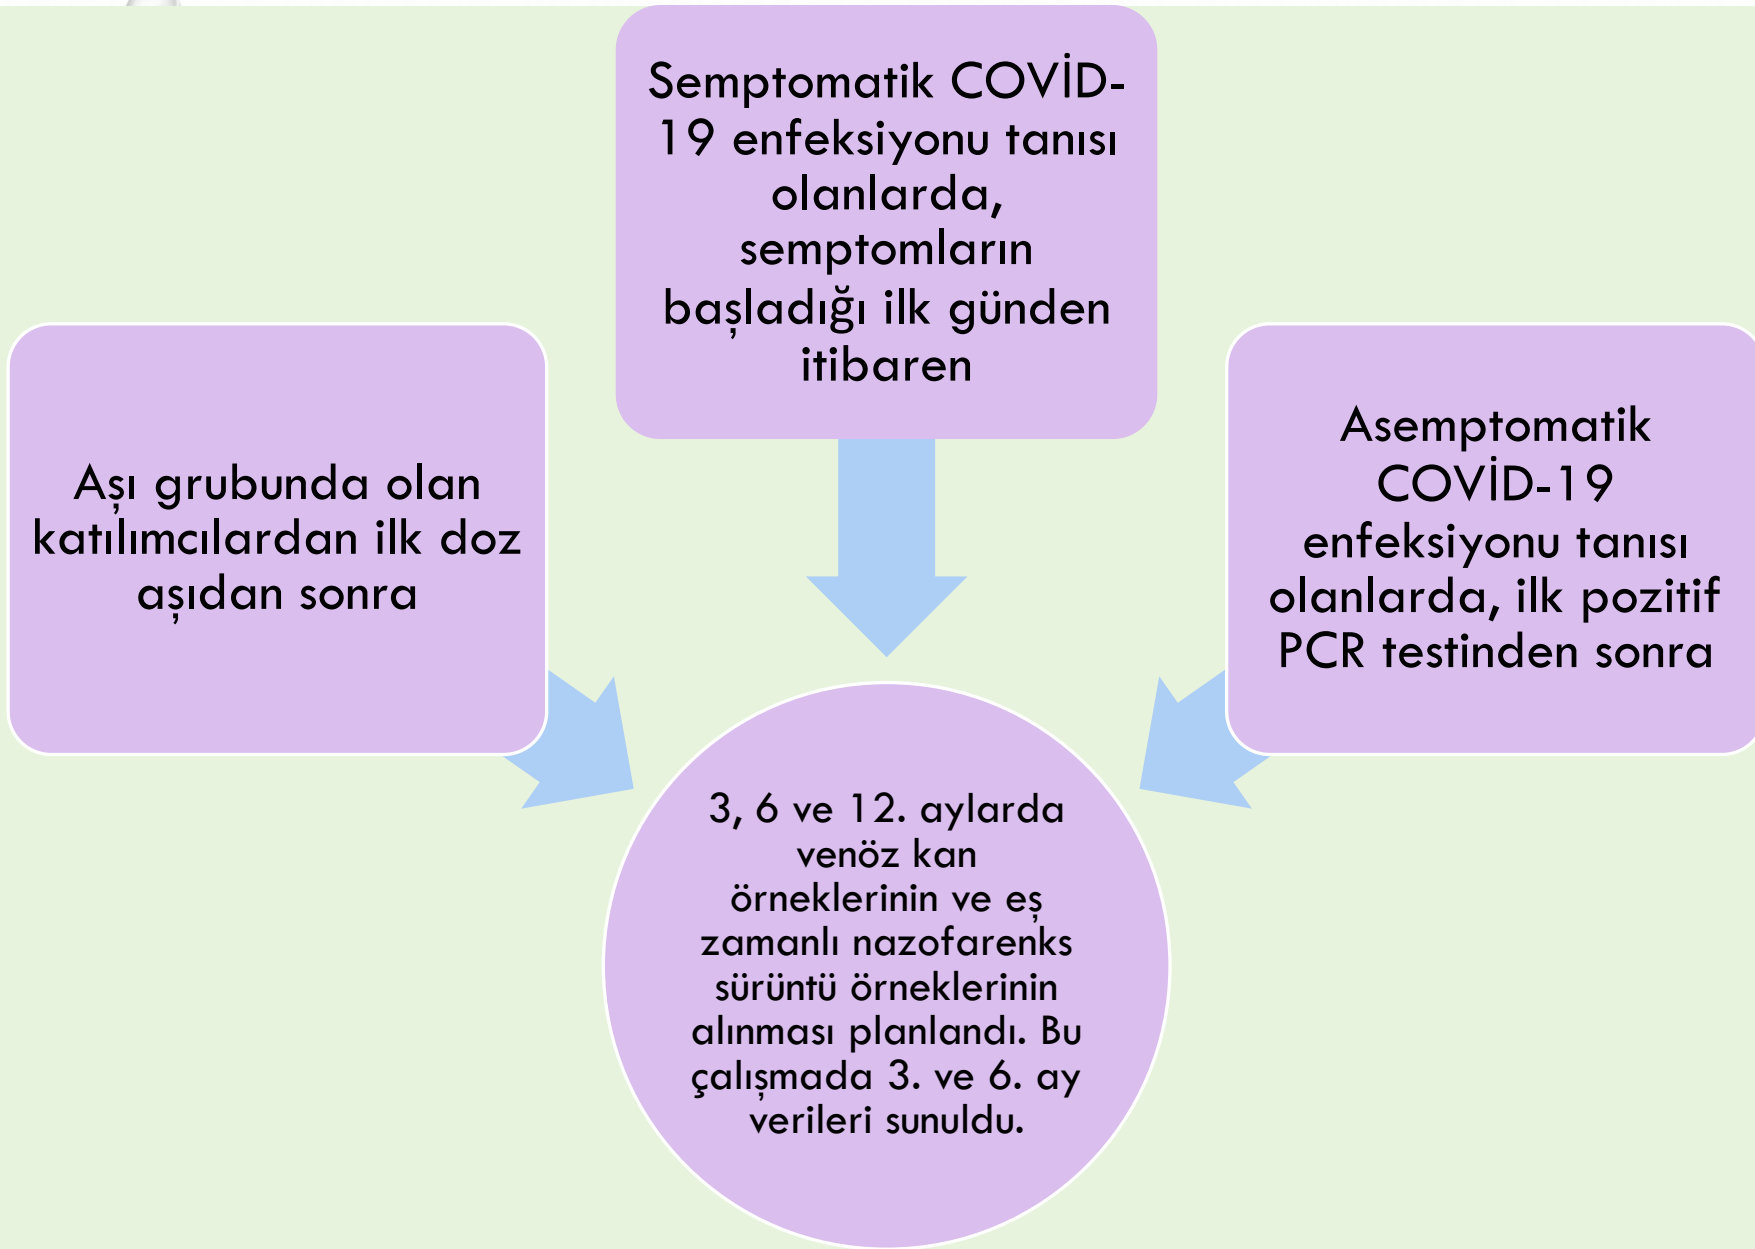 Semptomatik COVİD-
19 enfeksiyonu tanısı
olanlarda,
semptomların
başladığı ilk günden
itibaren
Aşı grubunda olan
katılımcılardan ilk doz
aşıdan sonra
Asemptomatik
COVİD-19
enfeksiyonu tanısı
olanlarda, ilk pozitif
PCR testinden sonra
3, 6 ve 12. aylarda
venöz kan
örneklerinin ve eş
zamanlı nazofarenks
sürüntü örneklerinin
alınması planlandı. Bu
çalışmada 3. ve 6. ay
verileri sunuldu.